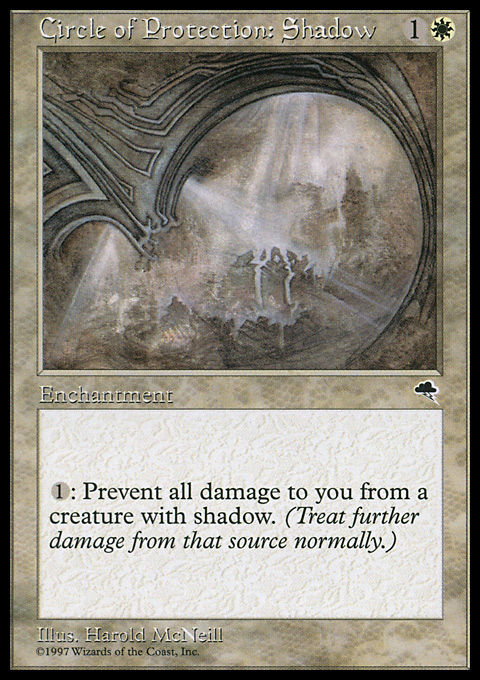 Circle of Protection: Shadow 1
Enchantment
1: Prevent all damage to you from a
creature with shadow. (Treat further
damage from that source normally.)
Illus. Harold McNeill
©1997 Wizards of the Coast, Inc.